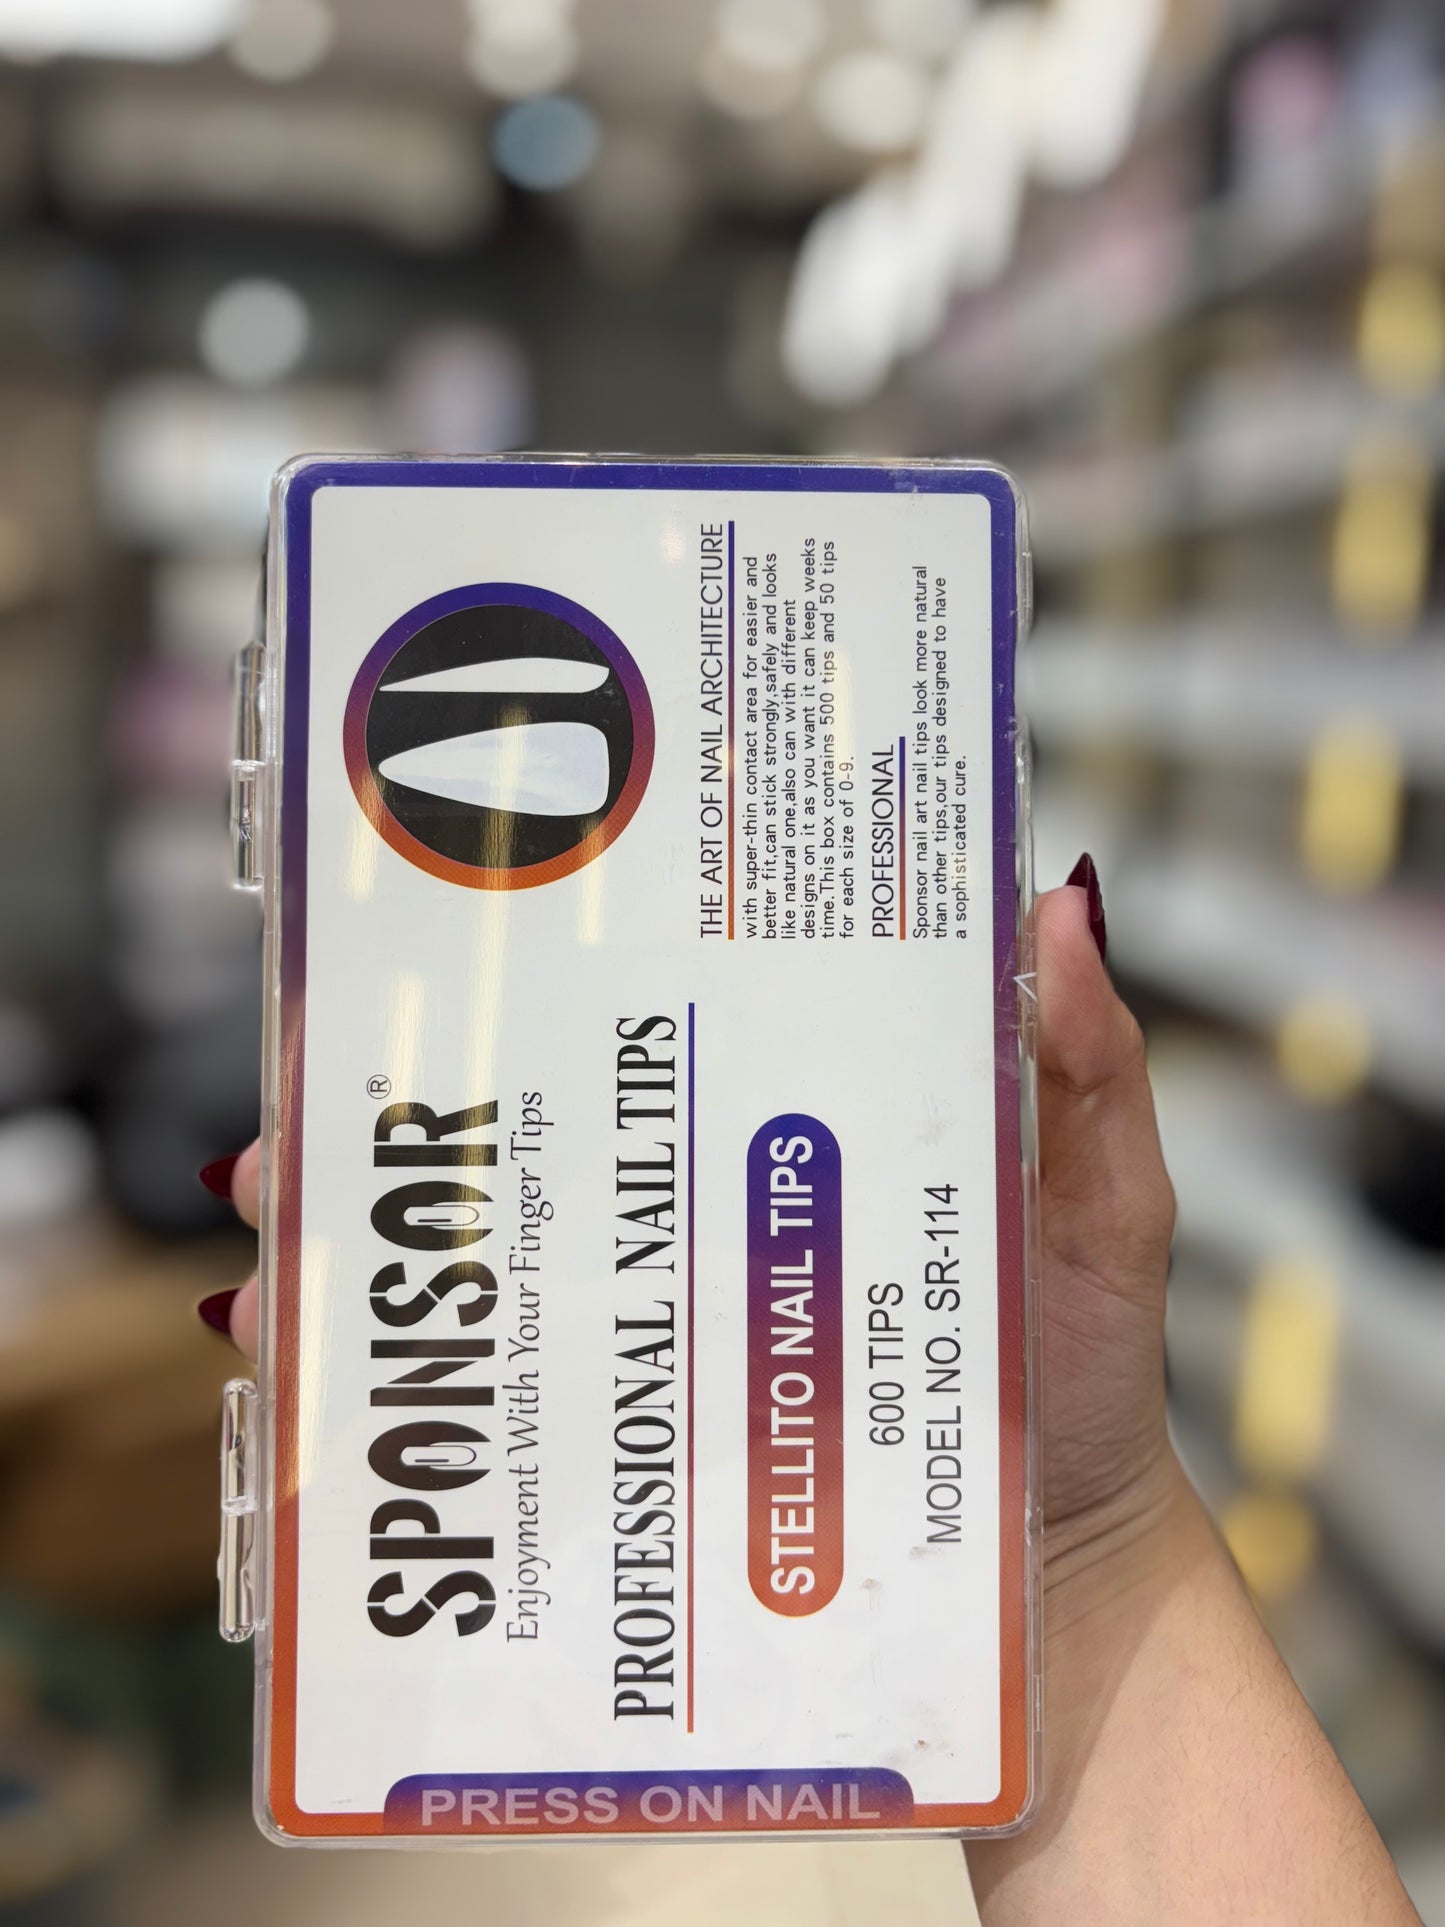 SPONSOR®
Enjoyment With Your Finger Tips
PROFESSIONAL NAIL TIPS
STELLITO NAIL TIPS
600 TIPS
MODEL NO. SR-114
THE ART OF NAIL ARCHITECTURE
with super-thin contact area for easier and
better fit,can stick strongly,safely and looks
like natural one,also can with different
designs on it as you want it can keep weeks
time.This box contains 500 tips and 50 tips
for each size of 0-9.
PROFESSIONAL
Sponsor nail art nail tips look more natural
than other tips,our tips designed to have
a sophisticated cure.
PRESS ON NAIL